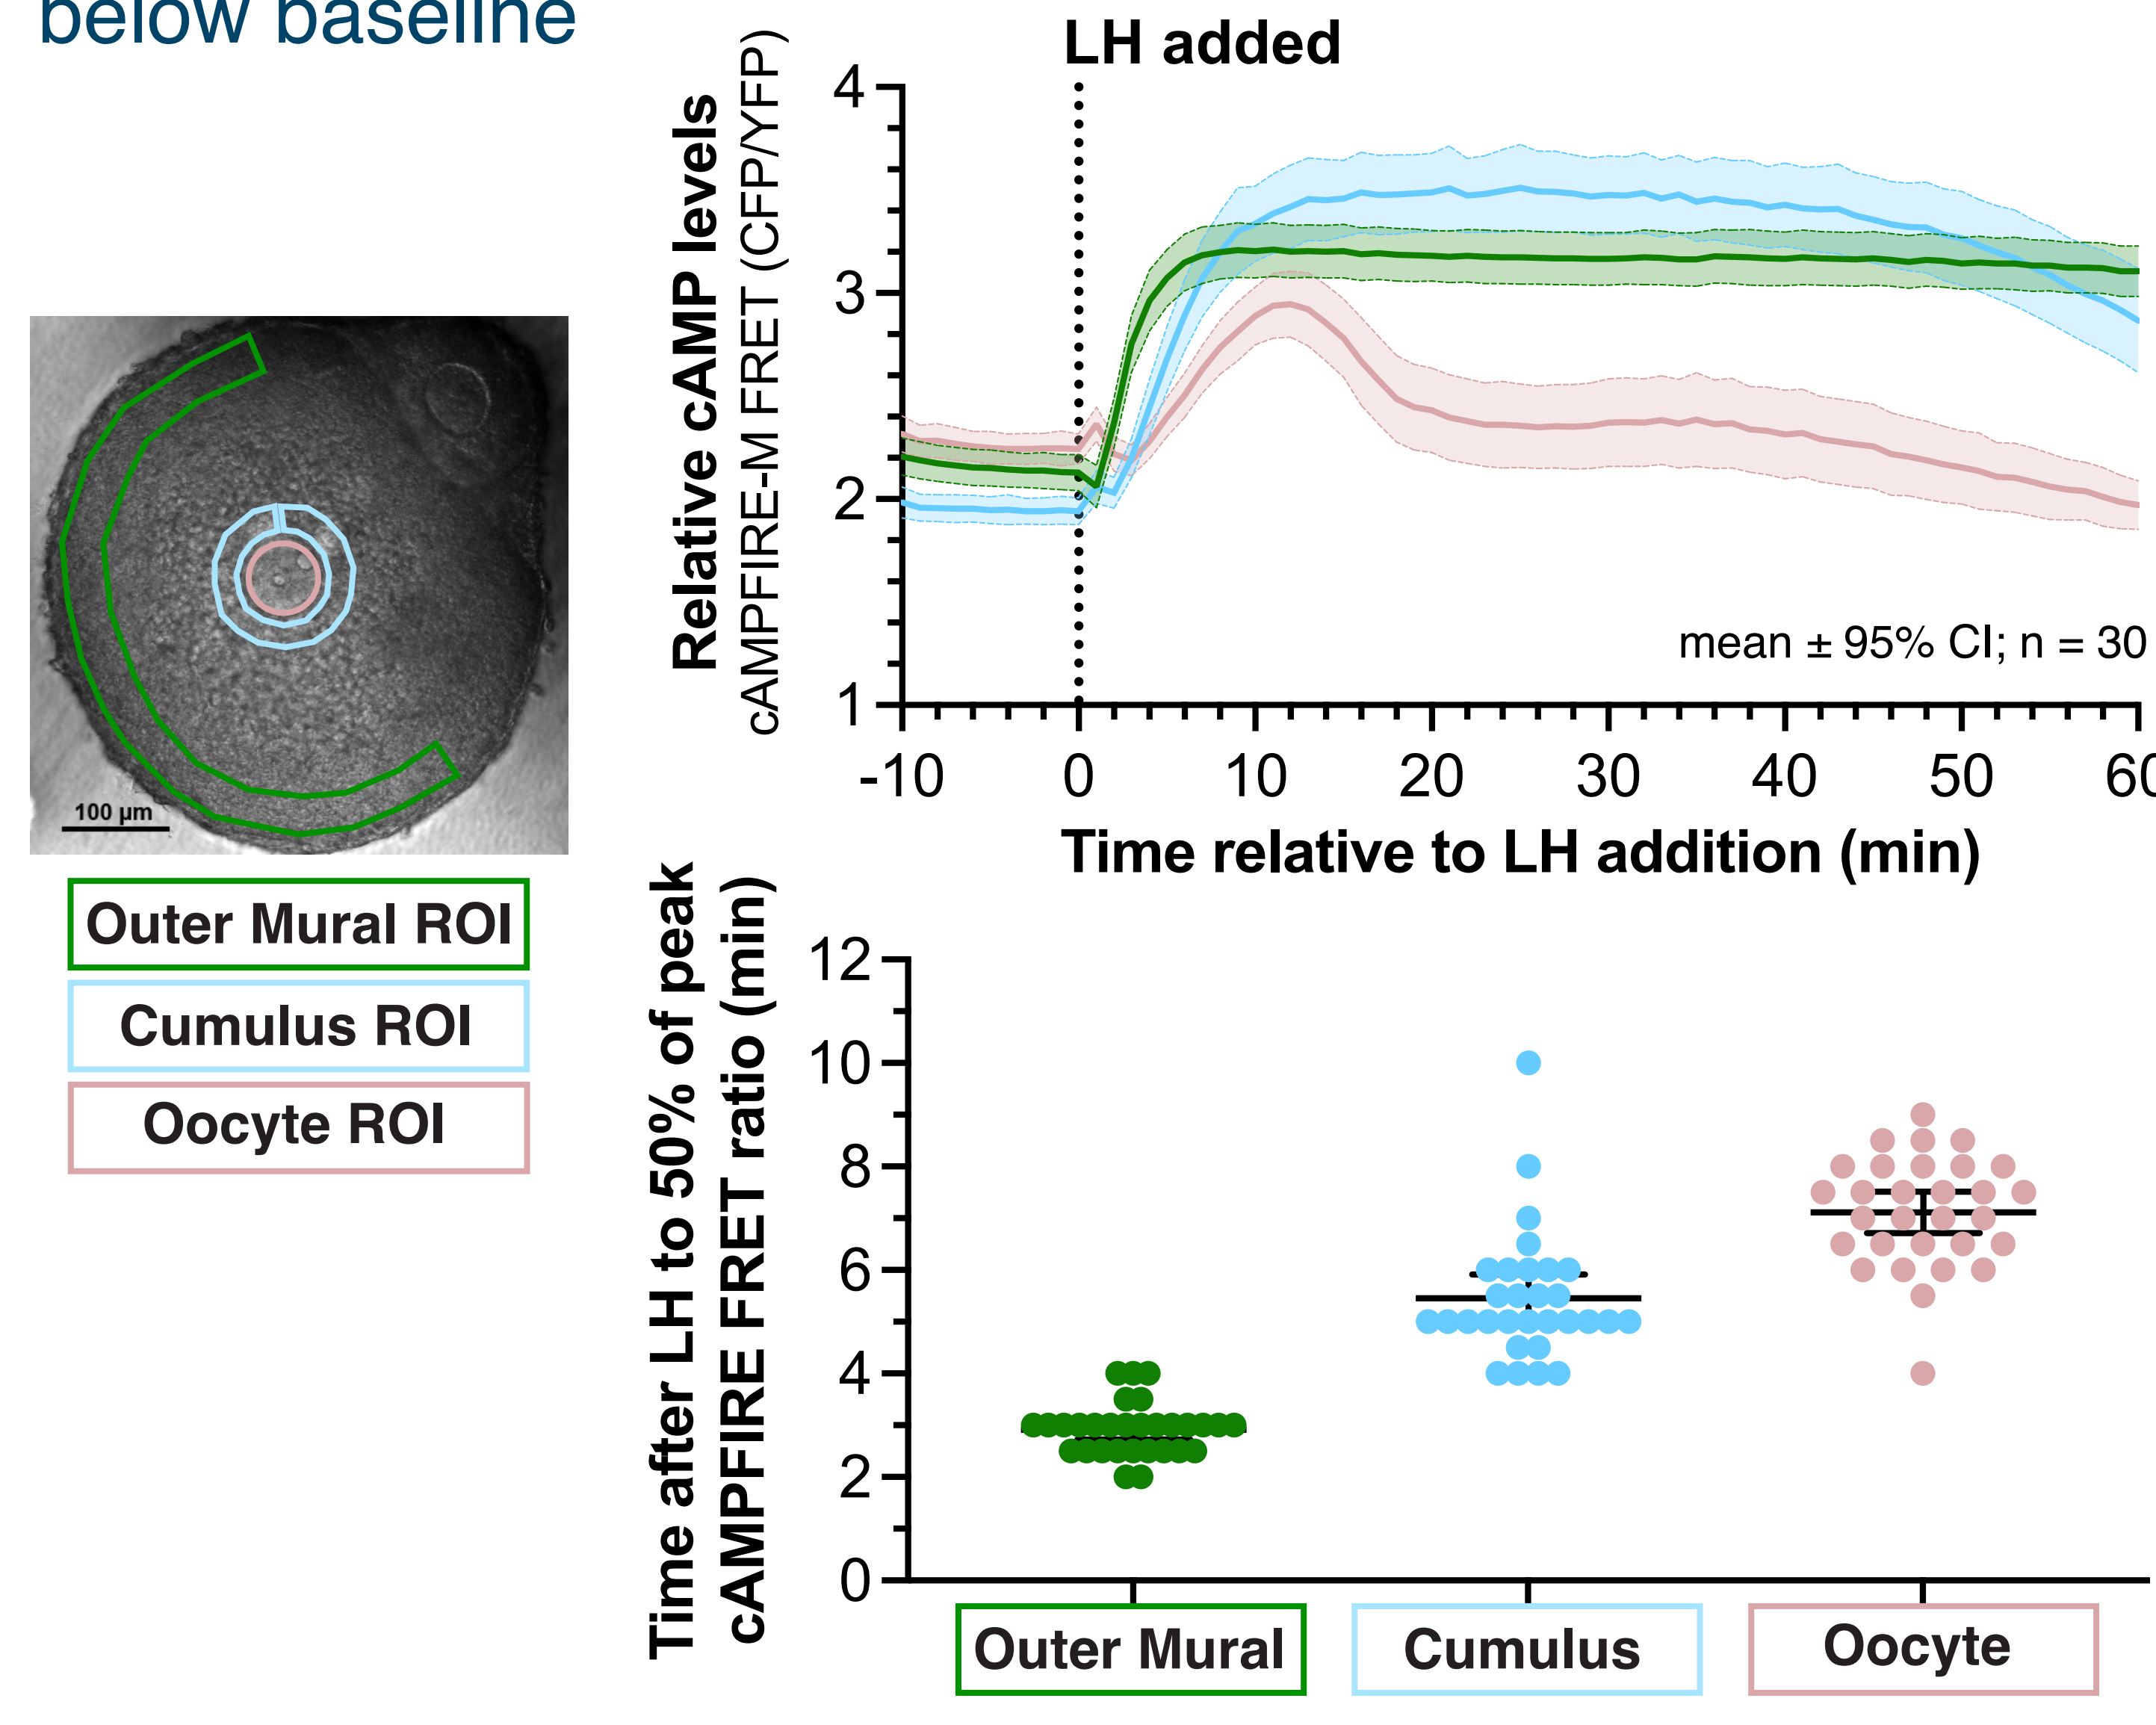 below baseline
LH added
Relative cAMP levels
cAMPFIRE-M FRET (CFP/YFP)
4
3
2
1
mean ± 95% CI; n = 30
-10 0 10 20 30 40 50 60
Time relative to LH addition (min)
100 µm
Outer Mural ROI
Cumulus ROI
Oocyte ROI
Time after LH to 50% of peak
cAMPFIRE FRET ratio (min)
12
10
8
6
4
2
0
Outer Mural
Cumulus
Oocyte